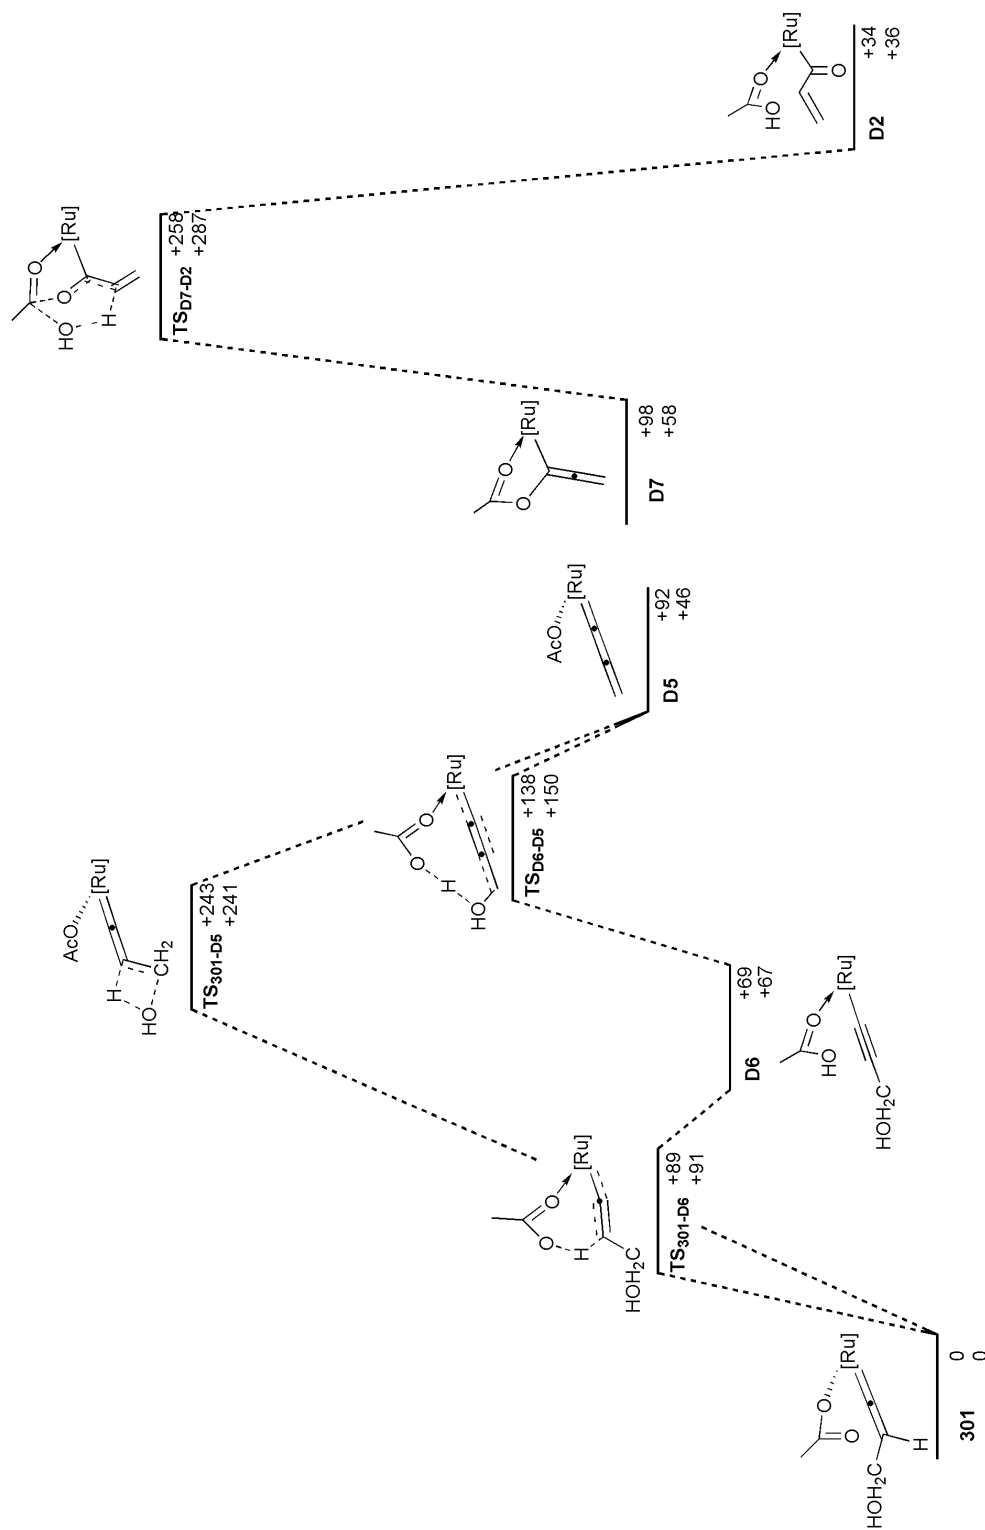 O
[Ru]
O
HOH₂C
H
301
0
0
O
[Ru]
O
H
HOH₂C
TS₃₀₁₋D₆
+89
+91
O
[Ru]
HO
HOH₂C
D6
+69
+67
AcO
[Ru]
H
CH₂
HO
TS₃₀₁₋D₅
+243
+241
O
[Ru]
O
H
HO
TSD₆₋D₅
+138
+150
AcO
[Ru]
D5
+92
+46
O
[Ru]
O
D7
+98
+58
O
[Ru]
O
HO
H
TSD₇₋D₂
+258
+287
O
[Ru]
HO
O
D2
+34
+36